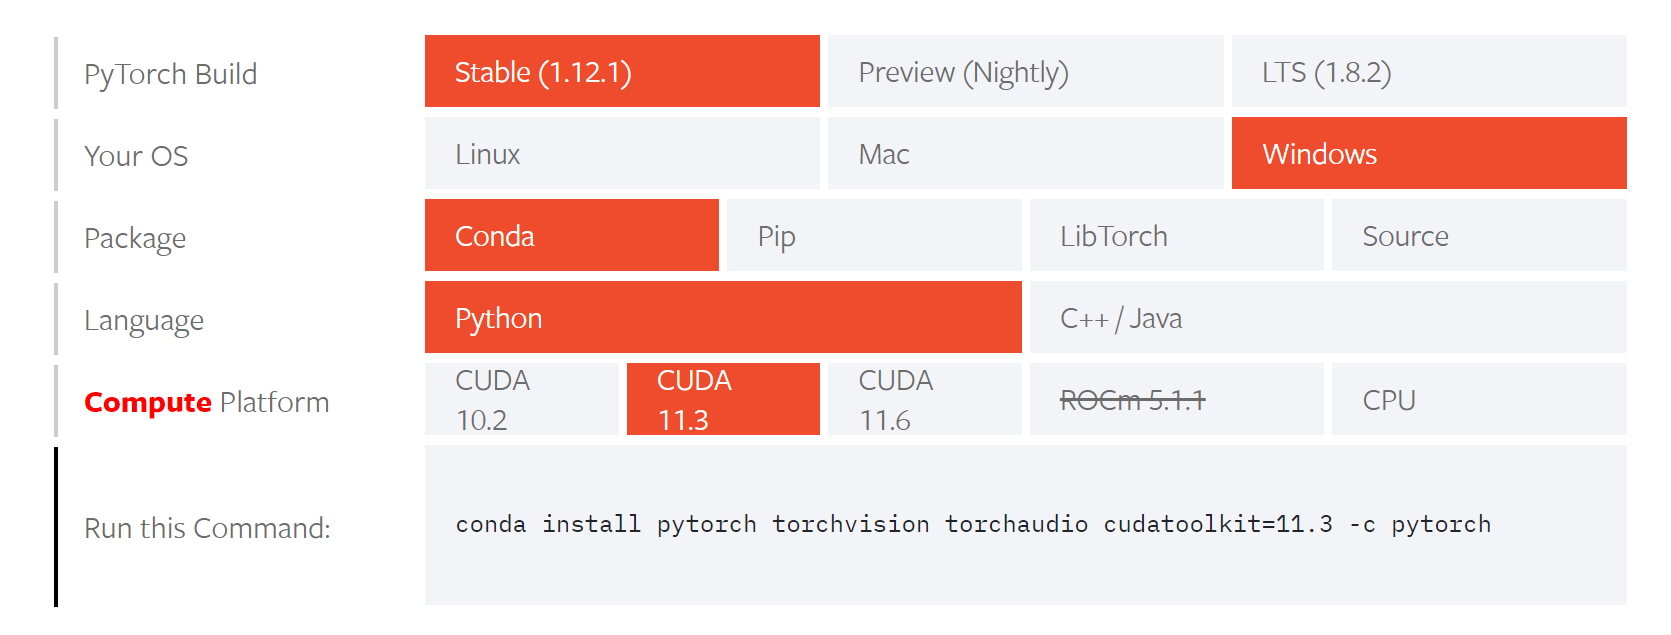 PyTorch Build
Stable (1.12.1)
Preview (Nightly)
LTS (1.8.2)
Your OS
Linux
Mac
Windows
Package
Conda
Pip
LibTorch
Source
Language
Python
C++ / Java
Compute Platform
CUDA
10.2
CUDA
11.3
CUDA
11.6
ROCm 5.1.1
CPU
Run this Command:
conda install pytorch torchvision torchaudio cudatoolkit=11.3 -c pytorch